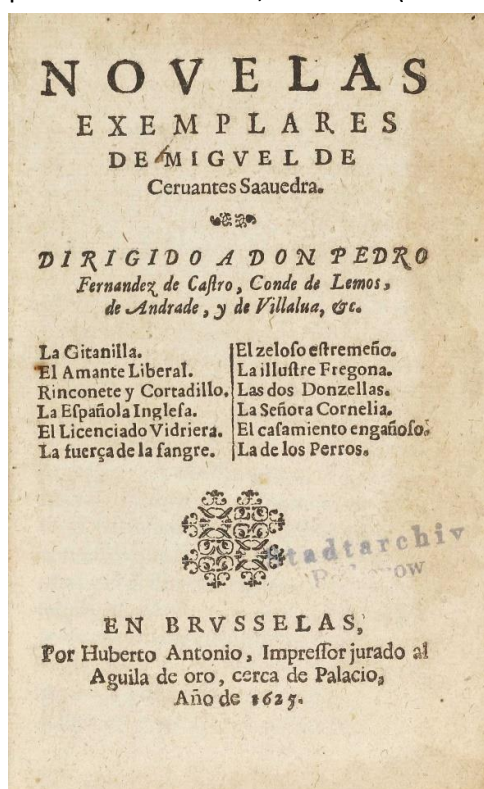 NOVELAS
EXEMPLARES
DE MIGVEL DE
Ceruantes Saauedra.
DIRIGIDO A DON PEDRO
Fernandez de Caſtro, Conde de Lemos,
de Andrade, y de Villalua, &c.
La Gitanilla.
El Amante Liberal.
Rinconete y Cortadillo.
La Eſpañola Ingleſa.
El Licenciado Vidriera.
La fuerça de la ſangre.
El zeloſo eſtremeño.
La illuſtre Fregona.
Las dos Donzellas.
La Señora Cornelia.
El caſamiento engañoſo.
La de los Perros.
Stadtarchiv
EN BRVSSELAS,
Por Huberto Antonio, Impreſſor jurado al
Aguila de oro, cerca de Palacio,
Año de 1625.